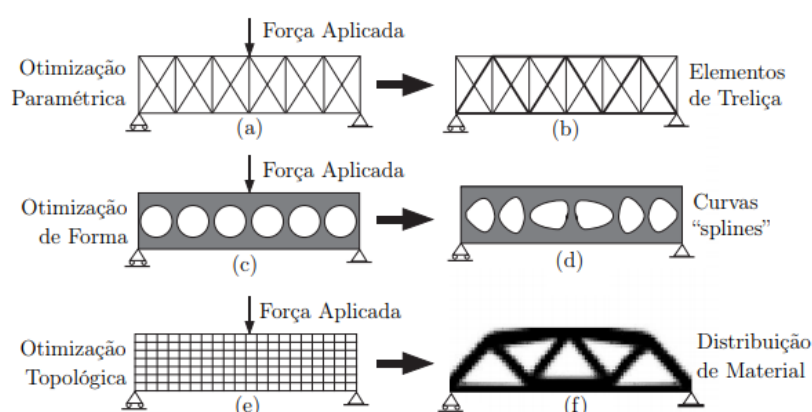 Força Aplicada
Otimização
Paramétrica
(a)
(b)
Elementos
de Treliça
Força Aplicada
Otimização
de Forma
(c)
(d)
Curvas
“splines”
Força Aplicada
Otimização
Topológica
(e)
(f)
Distribuição
de Material